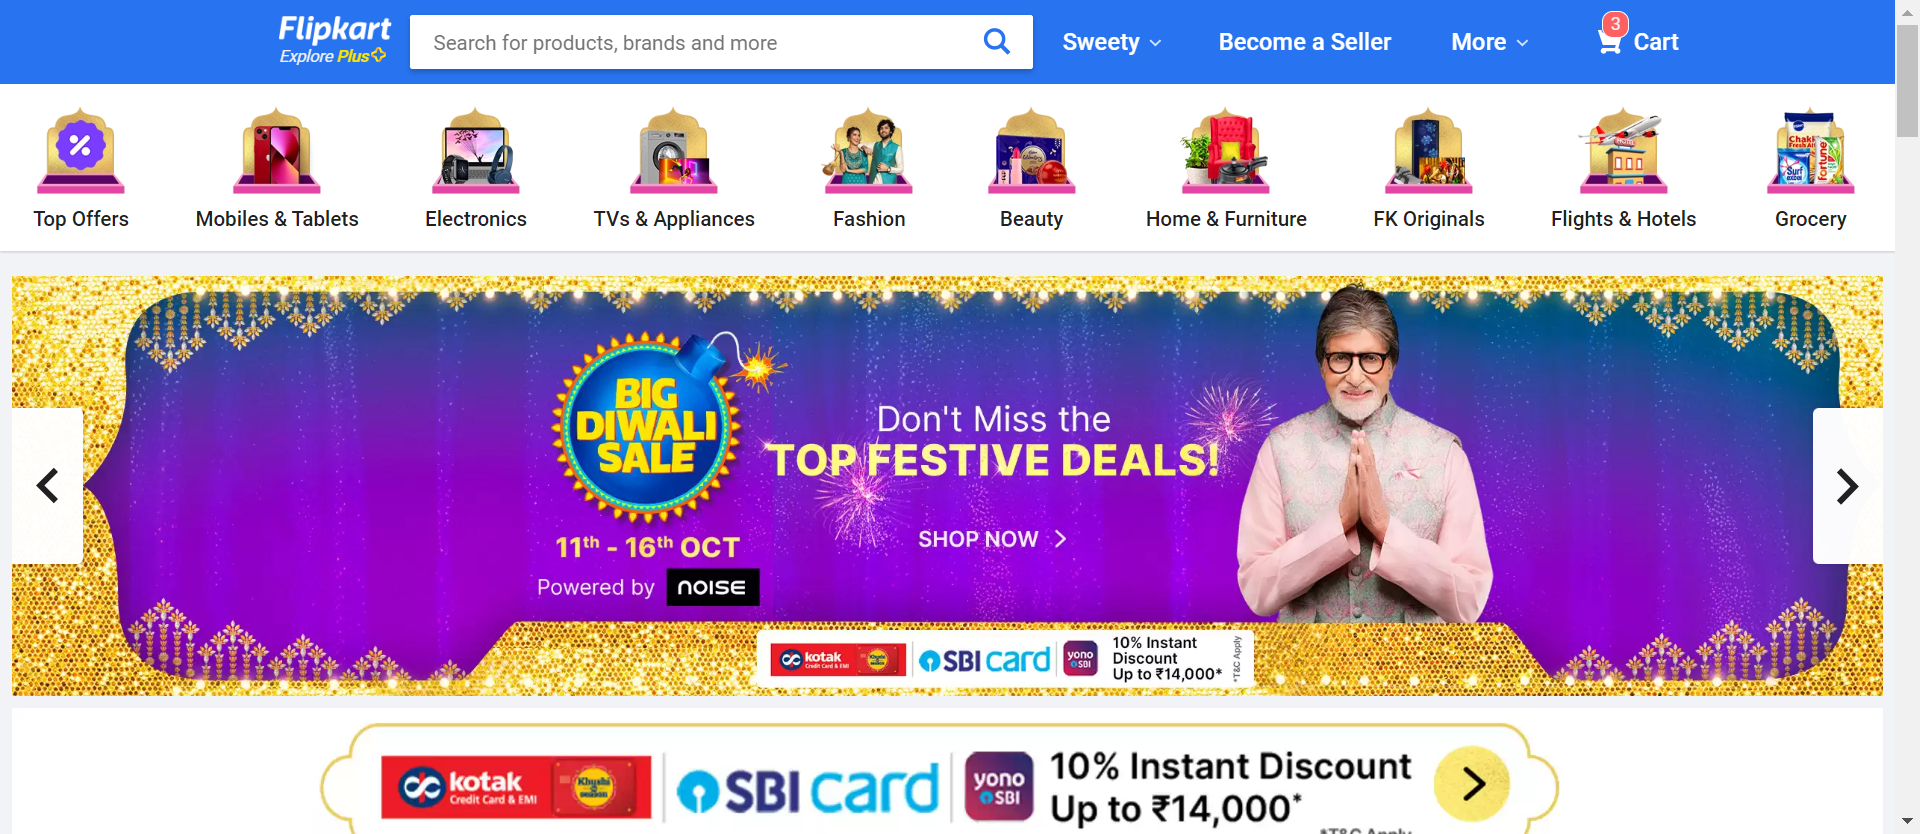 Flipkart
Explore Plus
Search for products, brands and more
Sweety
Become a Seller
More
3
Cart
Top Offers
Mobiles & Tablets
Electronics
TVs & Appliances
Fashion
Beauty
Home & Furniture
FK Originals
Flights & Hotels
Grocery
BIG
DIWALI
SALE
11th - 16th OCT
Powered by NOISE
Don't Miss the
TOP FESTIVE DEALS!
SHOP NOW
kotak
Credit Card & EMI
SBI card
yono
SBI
10% Instant
Discount
Up to ₹14,000*
*T&C Apply
kotak
Credit Card & EMI
Khushi
SBI card
yono
SBI
10% Instant Discount
Up to ₹14,000*
*T&C Apply